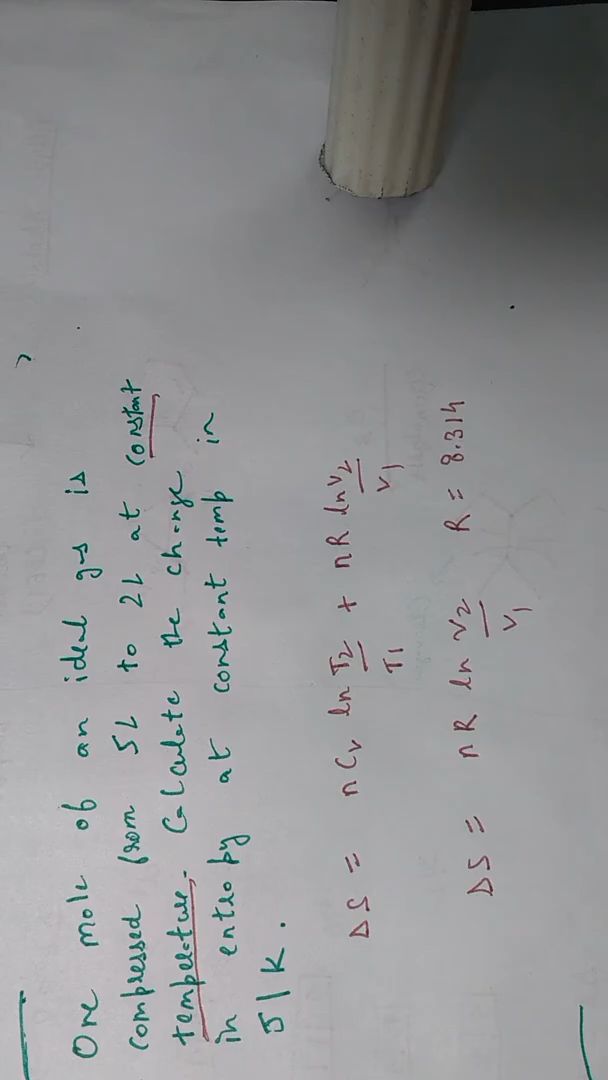 One mole of an ideal gas is
compressed from 5L to 2L at constant
temperature. Calculate the change
in entropy at constant temp in
J/K.
ΔS = nCv ln T2/T1 + nR ln V2/V1
ΔS = nR ln V2/V1 R = 8.314